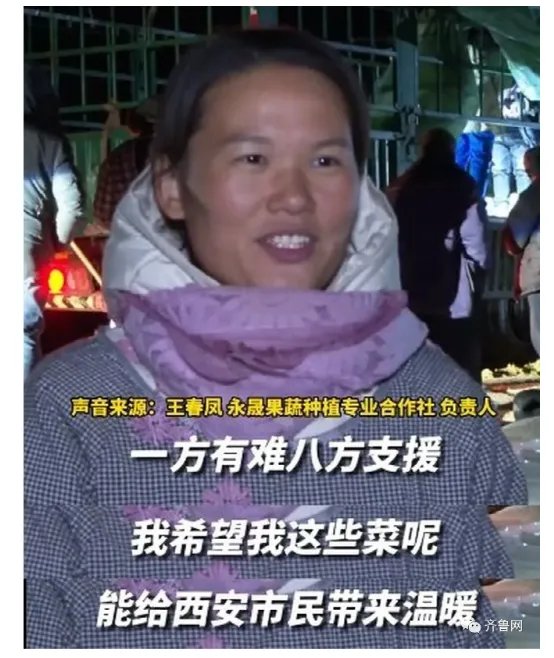 声音来源：王春凤 永晟果蔬种植专业合作社 负责人
一方有难八方支援
我希望我这些菜呢
能给西安市民带来温暖
齐鲁网